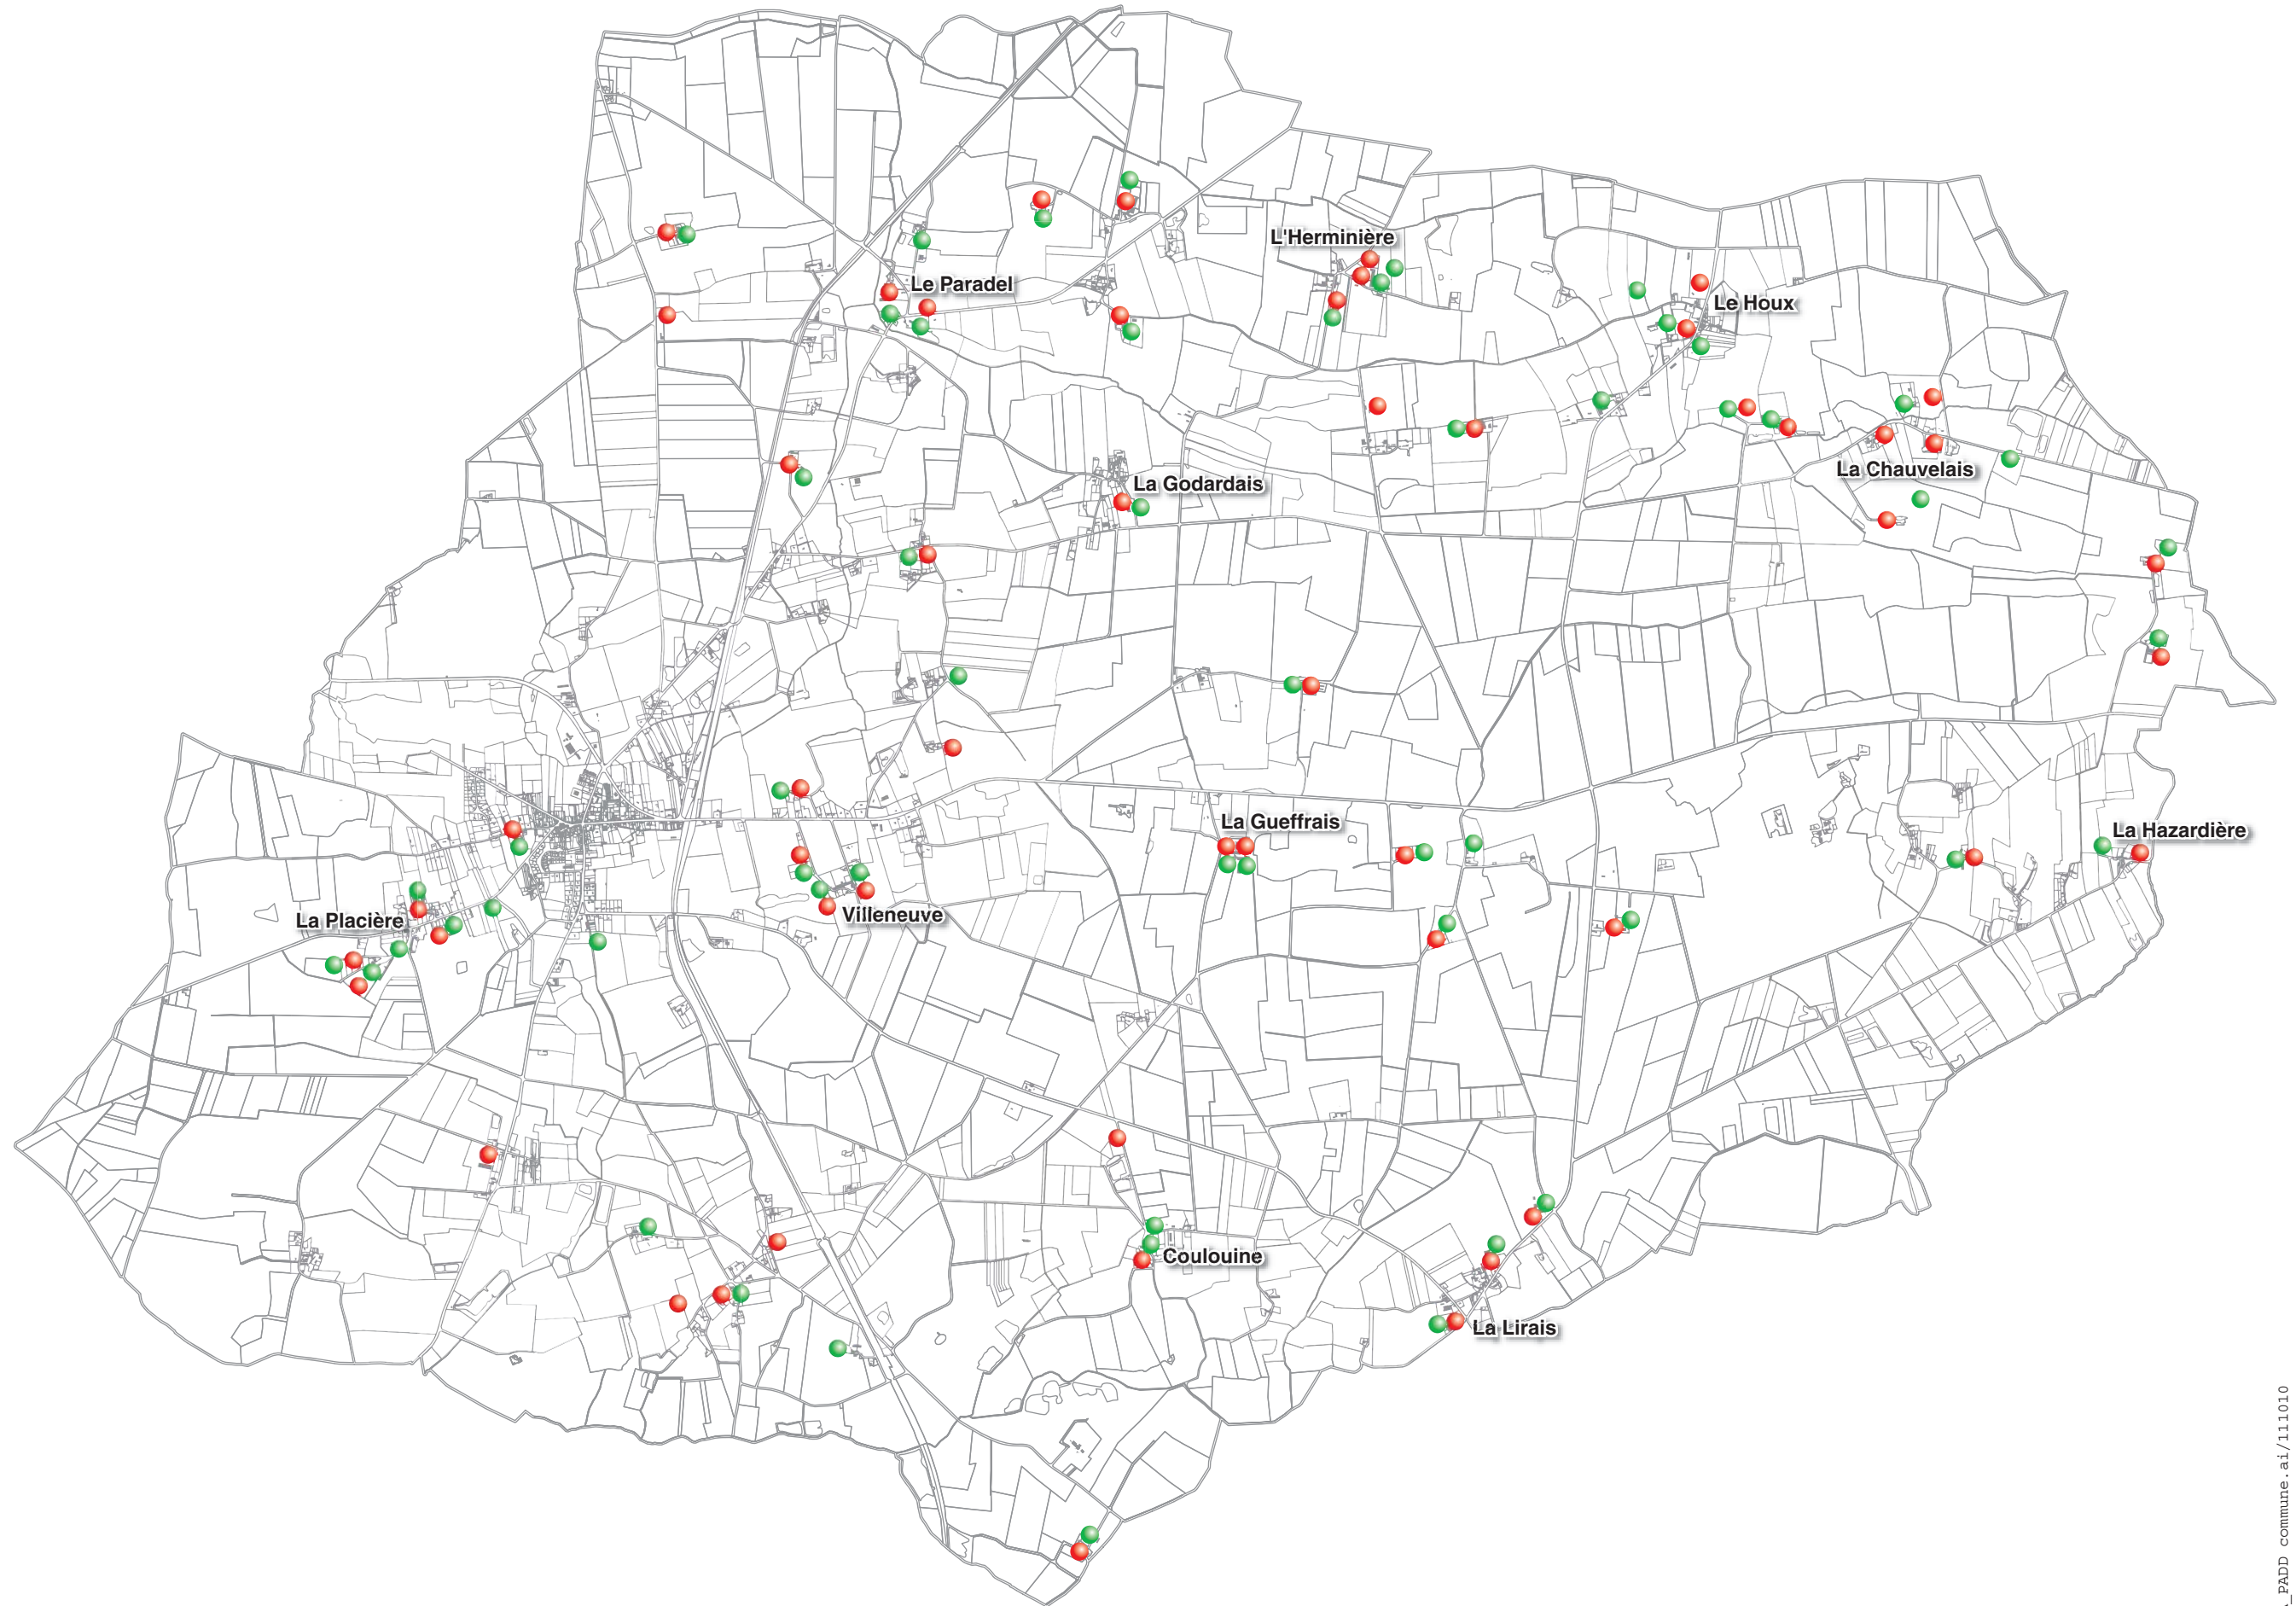 L'Herminière
Le Paradel
Le Houx
La Chauvelais
La Godardais
La Gueffrais
La Hazardière
La Placière
Villeneuve
Coulouine
La Lirais
_PADD commune.ai/111010